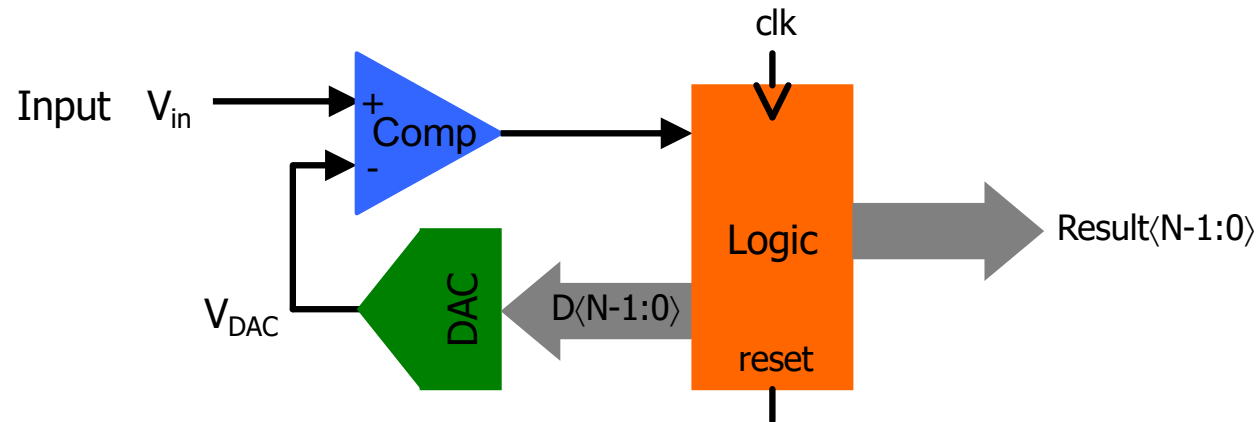 clk
Input V_in
+
Comp
-
Logic
Result⟨N-1:0⟩
DAC
D⟨N-1:0⟩
V_DAC
reset